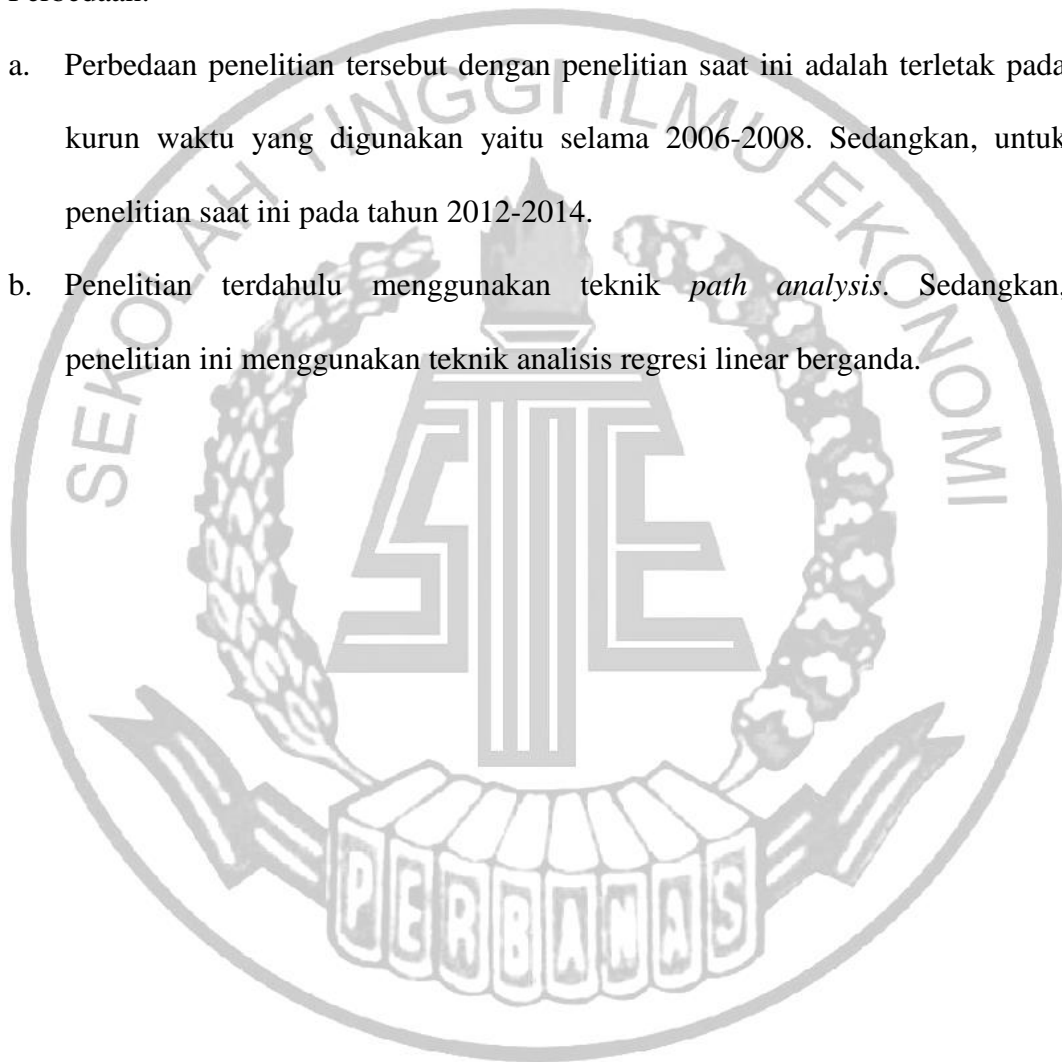 Perbedaan:
a. Perbedaan penelitian tersebut dengan penelitian saat ini adalah terletak pada
kurun waktu yang digunakan yaitu selama 2006-2008. Sedangkan, untuk
penelitian saat ini pada tahun 2012-2014.
b. Penelitian terdahulu menggunakan teknik path analysis. Sedangkan,
penelitian ini menggunakan teknik analisis regresi linear berganda.
SEKOLAH TINGGI ILMU EKONOMI
STIE
PERBANAS